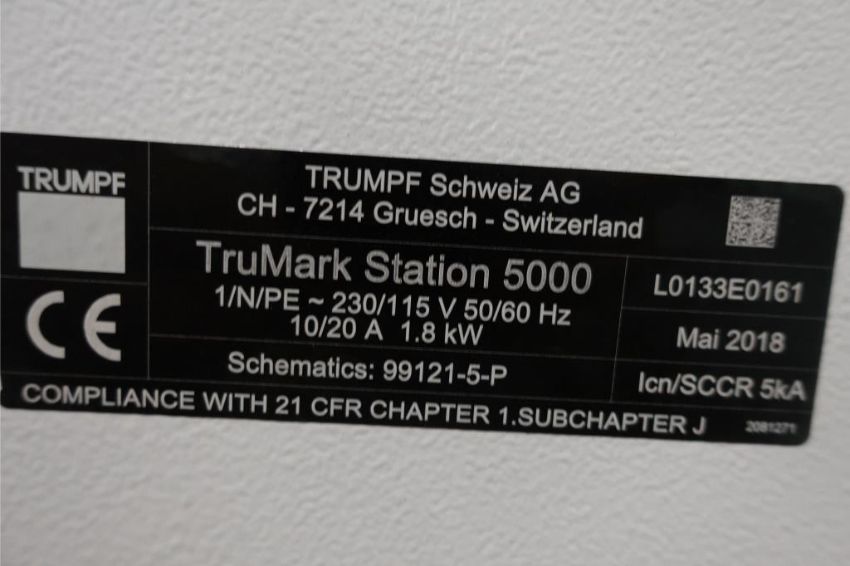 TRUMPF
CE
TRUMPF Schweiz AG
CH - 7214 Gruesch - Switzerland
TruMark Station 5000
1/N/PE ~ 230/115 V 50/60 Hz
10/20 A 1.8 kW
L0133E0161
Mai 2018
Schematics: 99121-5-P
Icn/SCCR 5kA
COMPLIANCE WITH 21 CFR CHAPTER 1.SUBCHAPTER J
2081271